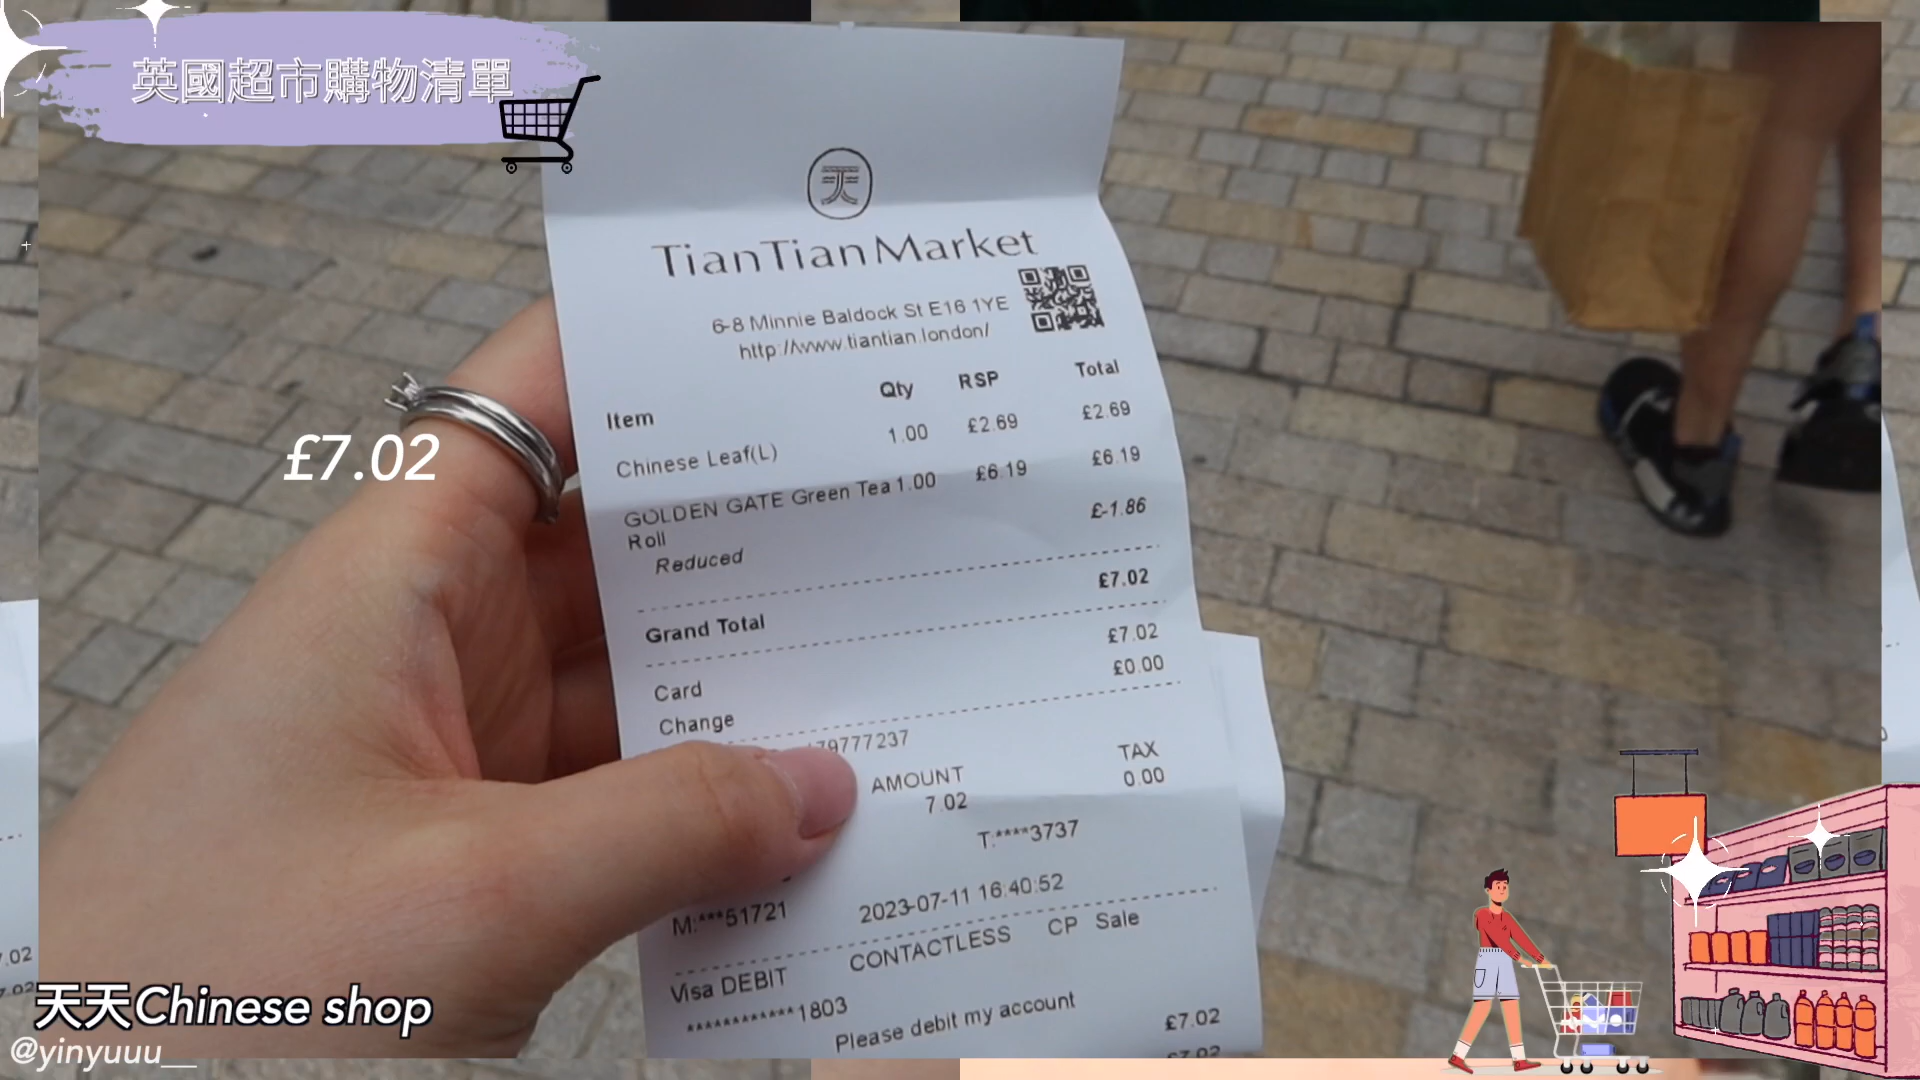 英國超市購物清單
天
TianTian Market
6-8 Minnie Baldock St E16 1YE
http://www.tiantian.london/
Item Qty RSP Total
Chinese Leaf(L) 1.00 £2.69 £2.69
GOLDEN GATE Green Tea 1.00 £6.19 £6.19
Roll
Reduced £-1.86
Grand Total £7.02
Card £7.02
Change £0.00
79777237
AMOUNT TAX
7.02 0.00
T:****3737
M:***51721 2023-07-11 16:40:52
Visa DEBIT CONTACTLESS CP Sale
************1803
Please debit my account
£7.02
£7.02
£7.02
天天Chinese shop
@yinyuuu__